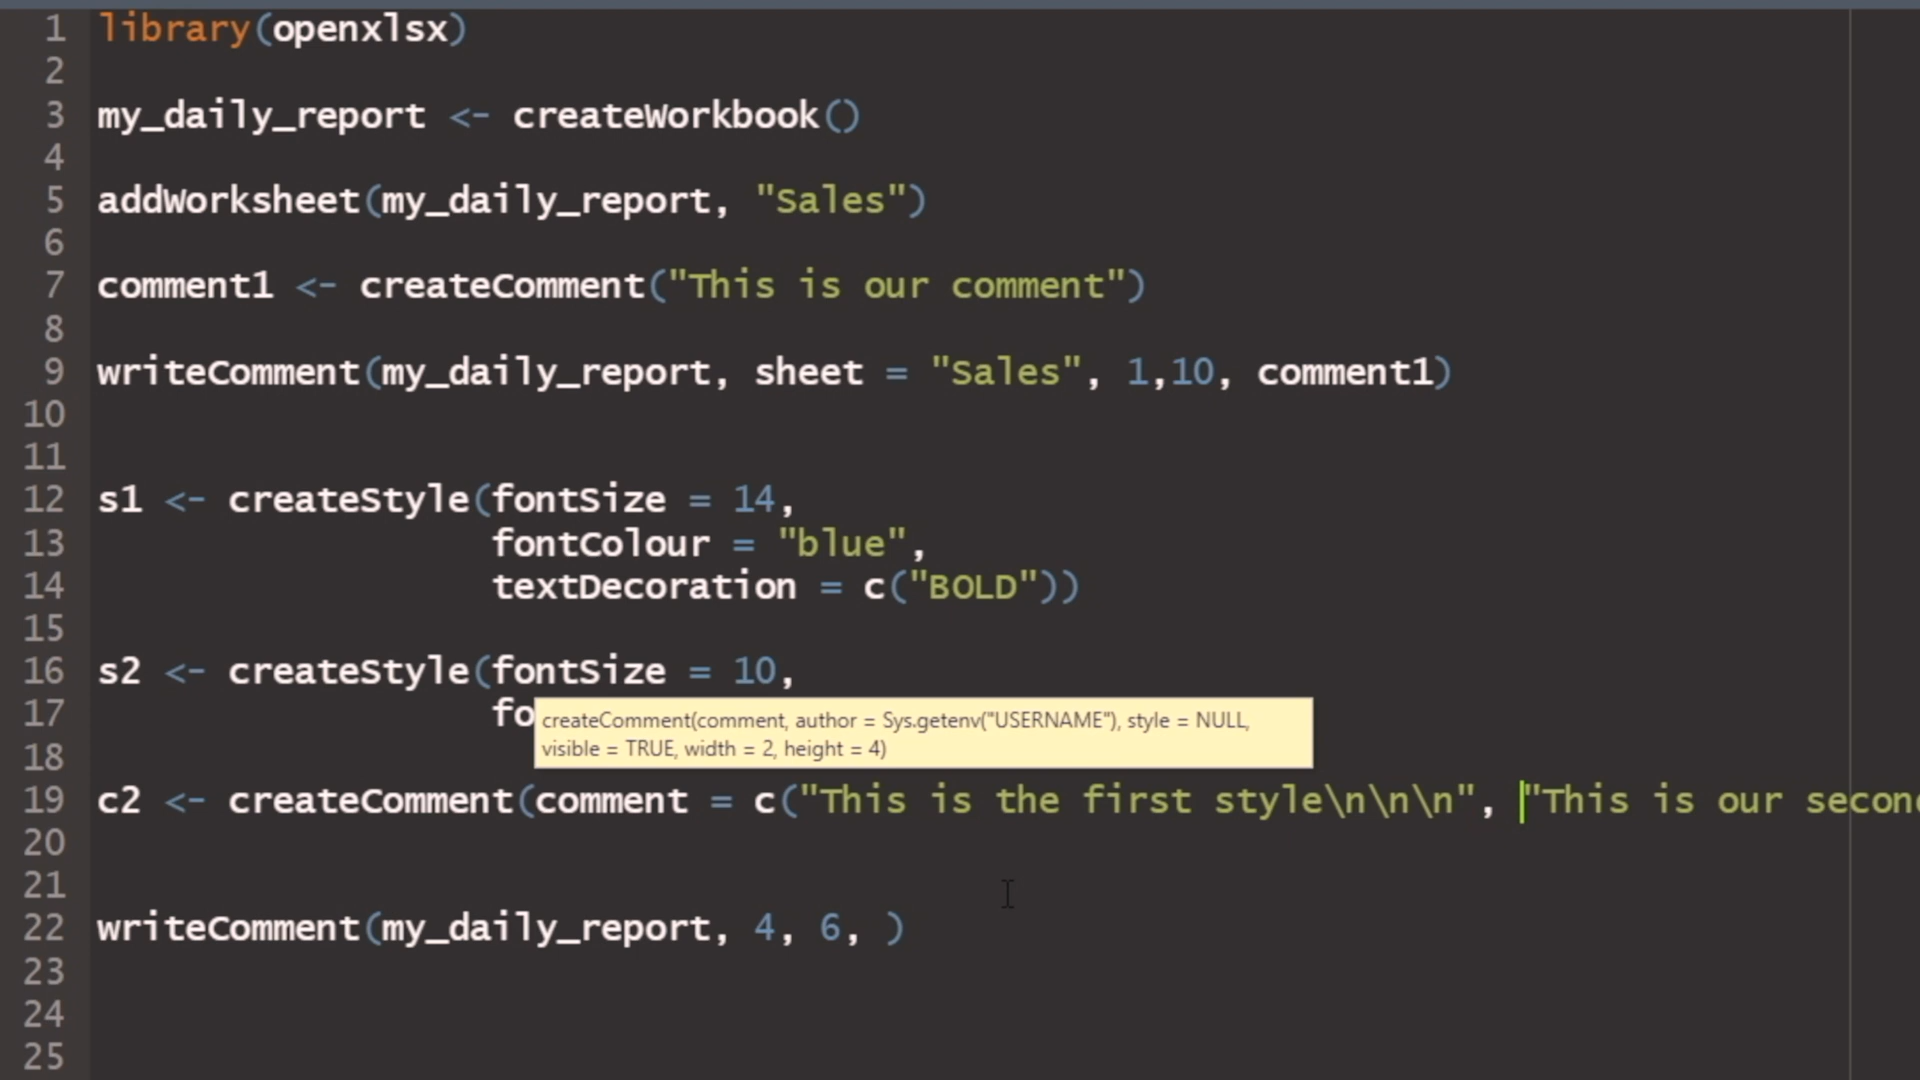 1 library(openxlsx)
2
3 my_daily_report <- createWorkbook()
4
5 addWorksheet(my_daily_report, "Sales")
6
7 comment1 <- createComment("This is our comment")
8
9 writeComment(my_daily_report, sheet = "Sales", 1,10, comment1)
10
11
12 s1 <- createStyle(fontSize = 14,
13 fontColour = "blue",
14 textDecoration = c("BOLD"))
15
16 s2 <- createStyle(fontSize = 10,
17 fo
createComment(comment, author = Sys.getenv("USERNAME"), style = NULL,
visible = TRUE, width = 2, height = 4)
18
19 c2 <- createComment(comment = c("This is the first style\n\n\n", "This is our second
20
21
22 writeComment(my_daily_report, 4, 6, )
23
24
25